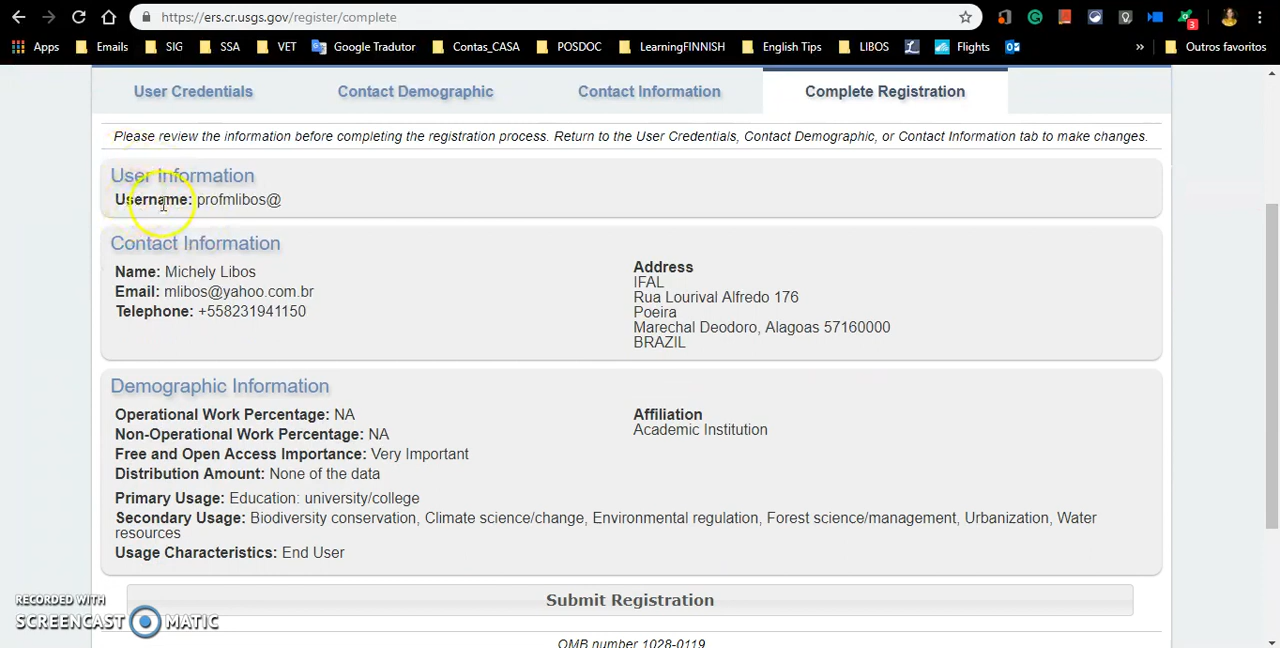 https://ers.cr.usgs.gov/register/complete
3
Apps Emails SIG SSA VET Google Tradutor Contas_CASA POSDOC LearningFINNISH English Tips LIBOS Flights » Outros favoritos
User Credentials Contact Demographic Contact Information Complete Registration
Please review the information before completing the registration process. Return to the User Credentials, Contact Demographic, or Contact Information tab to make changes.
User Information
Username: profmlibos@
Contact Information
Name: Michely Libos
Email: mlibos@yahoo.com.br
Telephone: +558231941150
Address
IFAL
Rua Lourival Alfredo 176
Poeira
Marechal Deodoro, Alagoas 57160000
BRAZIL
Demographic Information
Operational Work Percentage: NA
Non-Operational Work Percentage: NA
Free and Open Access Importance: Very Important
Distribution Amount: None of the data
Primary Usage: Education: university/college
Secondary Usage: Biodiversity conservation, Climate science/change, Environmental regulation, Forest science/management, Urbanization, Water
resources
Usage Characteristics: End User
Affiliation
Academic Institution
Submit Registration
RECORDED WITH
SCREENCAST MATIC
OMB number 1028-0119